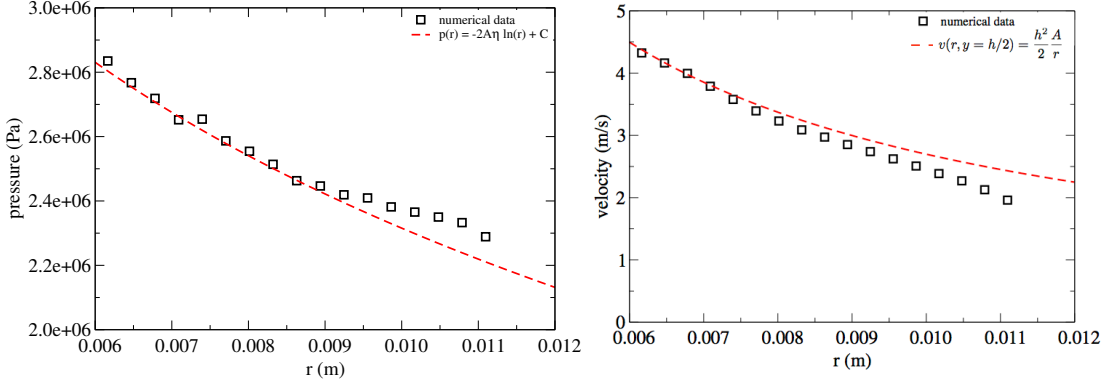 3.0e+06
2.8e+06
2.6e+06
2.4e+06
2.2e+06
2.0e+06
pressure (Pa)
numerical data
p(r) = -2Aη ln(r) + C
0.006 0.007 0.008 0.009 0.010 0.011 0.012
r (m)
5
4
3
2
1
0
velocity (m/s)
numerical data
v(r, y = h/2) = h²/2 A/r
0.006 0.007 0.008 0.009 0.010 0.011 0.012
r (m)